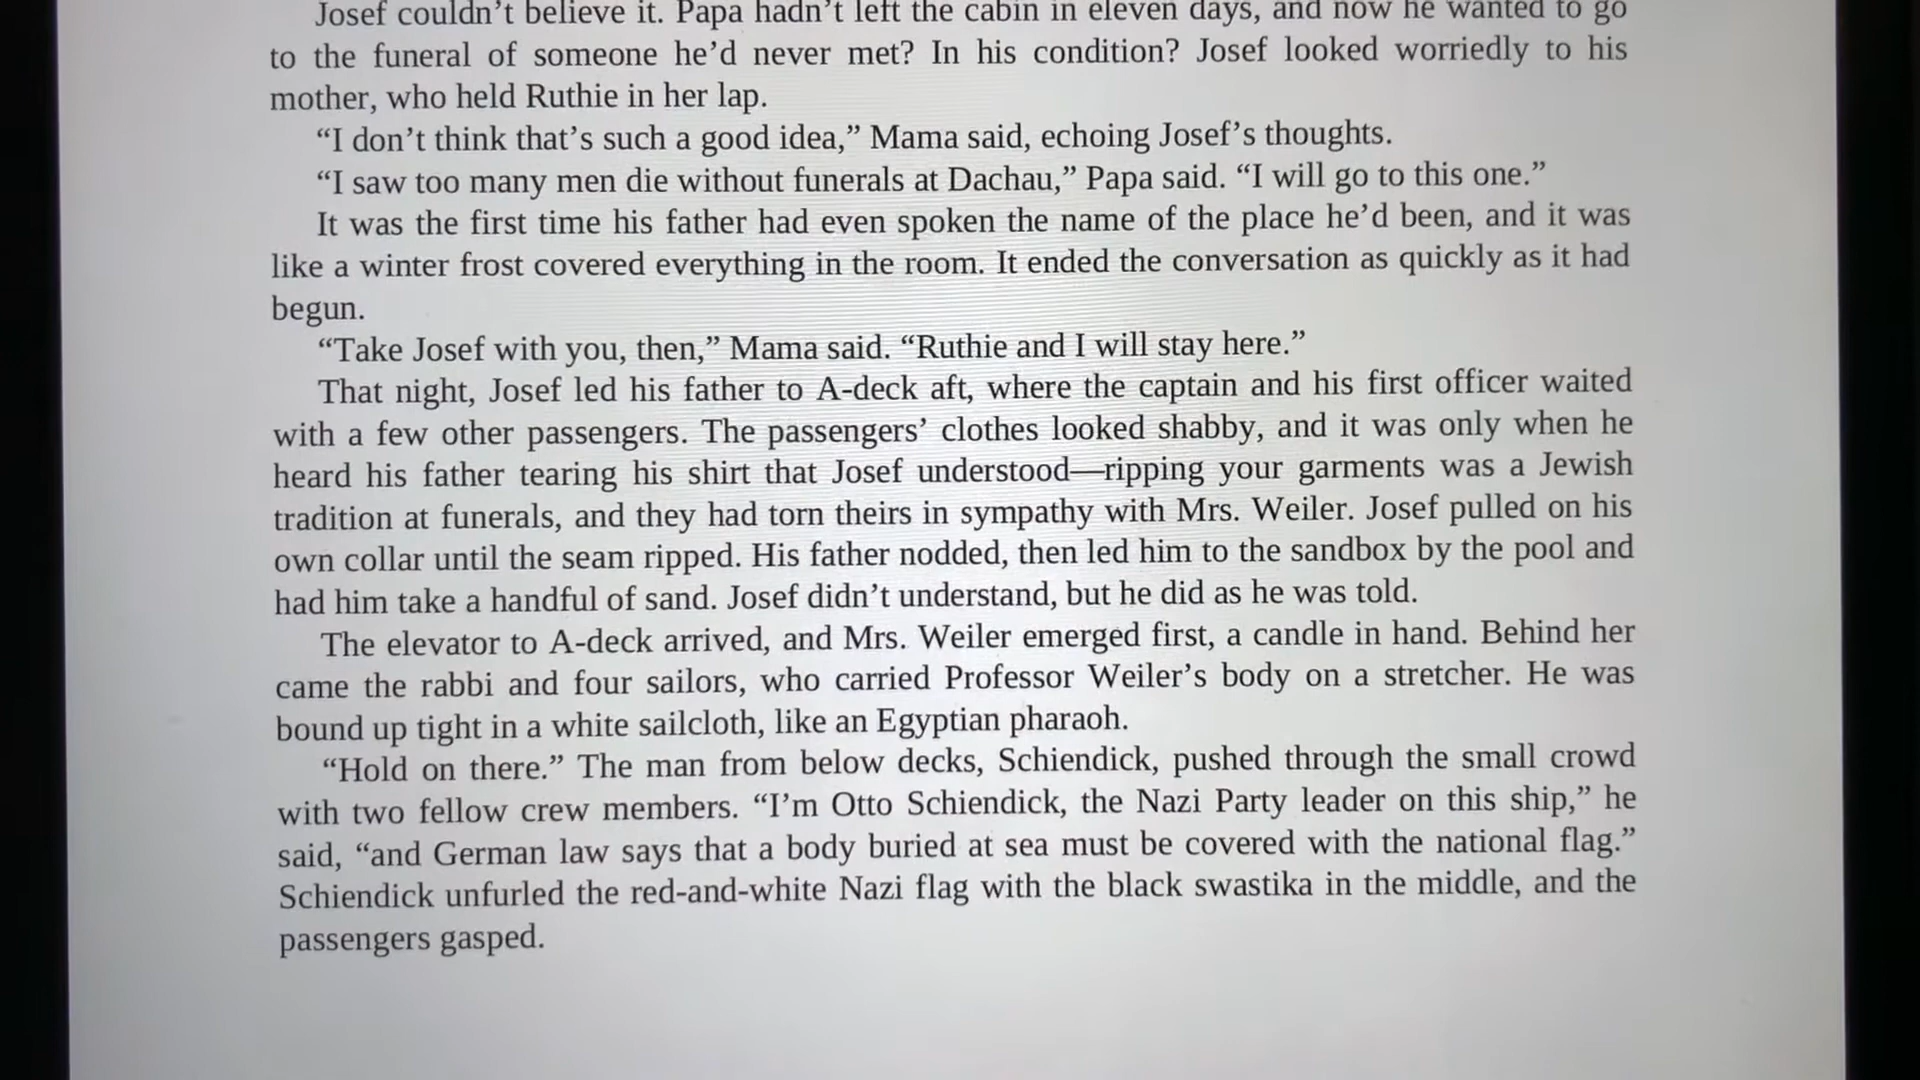 Josef couldn’t believe it. Papa hadn’t left the cabin in eleven days, and now he wanted to go
to the funeral of someone he’d never met? In his condition? Josef looked worriedly to his
mother, who held Ruthie in her lap.
“I don’t think that’s such a good idea,” Mama said, echoing Josef’s thoughts.
“I saw too many men die without funerals at Dachau,” Papa said. “I will go to this one.”
It was the first time his father had even spoken the name of the place he’d been, and it was
like a winter frost covered everything in the room. It ended the conversation as quickly as it had
begun.
“Take Josef with you, then,” Mama said. “Ruthie and I will stay here.”
That night, Josef led his father to A-deck aft, where the captain and his first officer waited
with a few other passengers. The passengers’ clothes looked shabby, and it was only when he
heard his father tearing his shirt that Josef understood—ripping your garments was a Jewish
tradition at funerals, and they had torn theirs in sympathy with Mrs. Weiler. Josef pulled on his
own collar until the seam ripped. His father nodded, then led him to the sandbox by the pool and
had him take a handful of sand. Josef didn’t understand, but he did as he was told.
The elevator to A-deck arrived, and Mrs. Weiler emerged first, a candle in hand. Behind her
came the rabbi and four sailors, who carried Professor Weiler’s body on a stretcher. He was
bound up tight in a white sailcloth, like an Egyptian pharaoh.
“Hold on there.” The man from below decks, Schiendick, pushed through the small crowd
with two fellow crew members. “I’m Otto Schiendick, the Nazi Party leader on this ship,” he
said, “and German law says that a body buried at sea must be covered with the national flag.”
Schiendick unfurled the red-and-white Nazi flag with the black swastika in the middle, and the
passengers gasped.